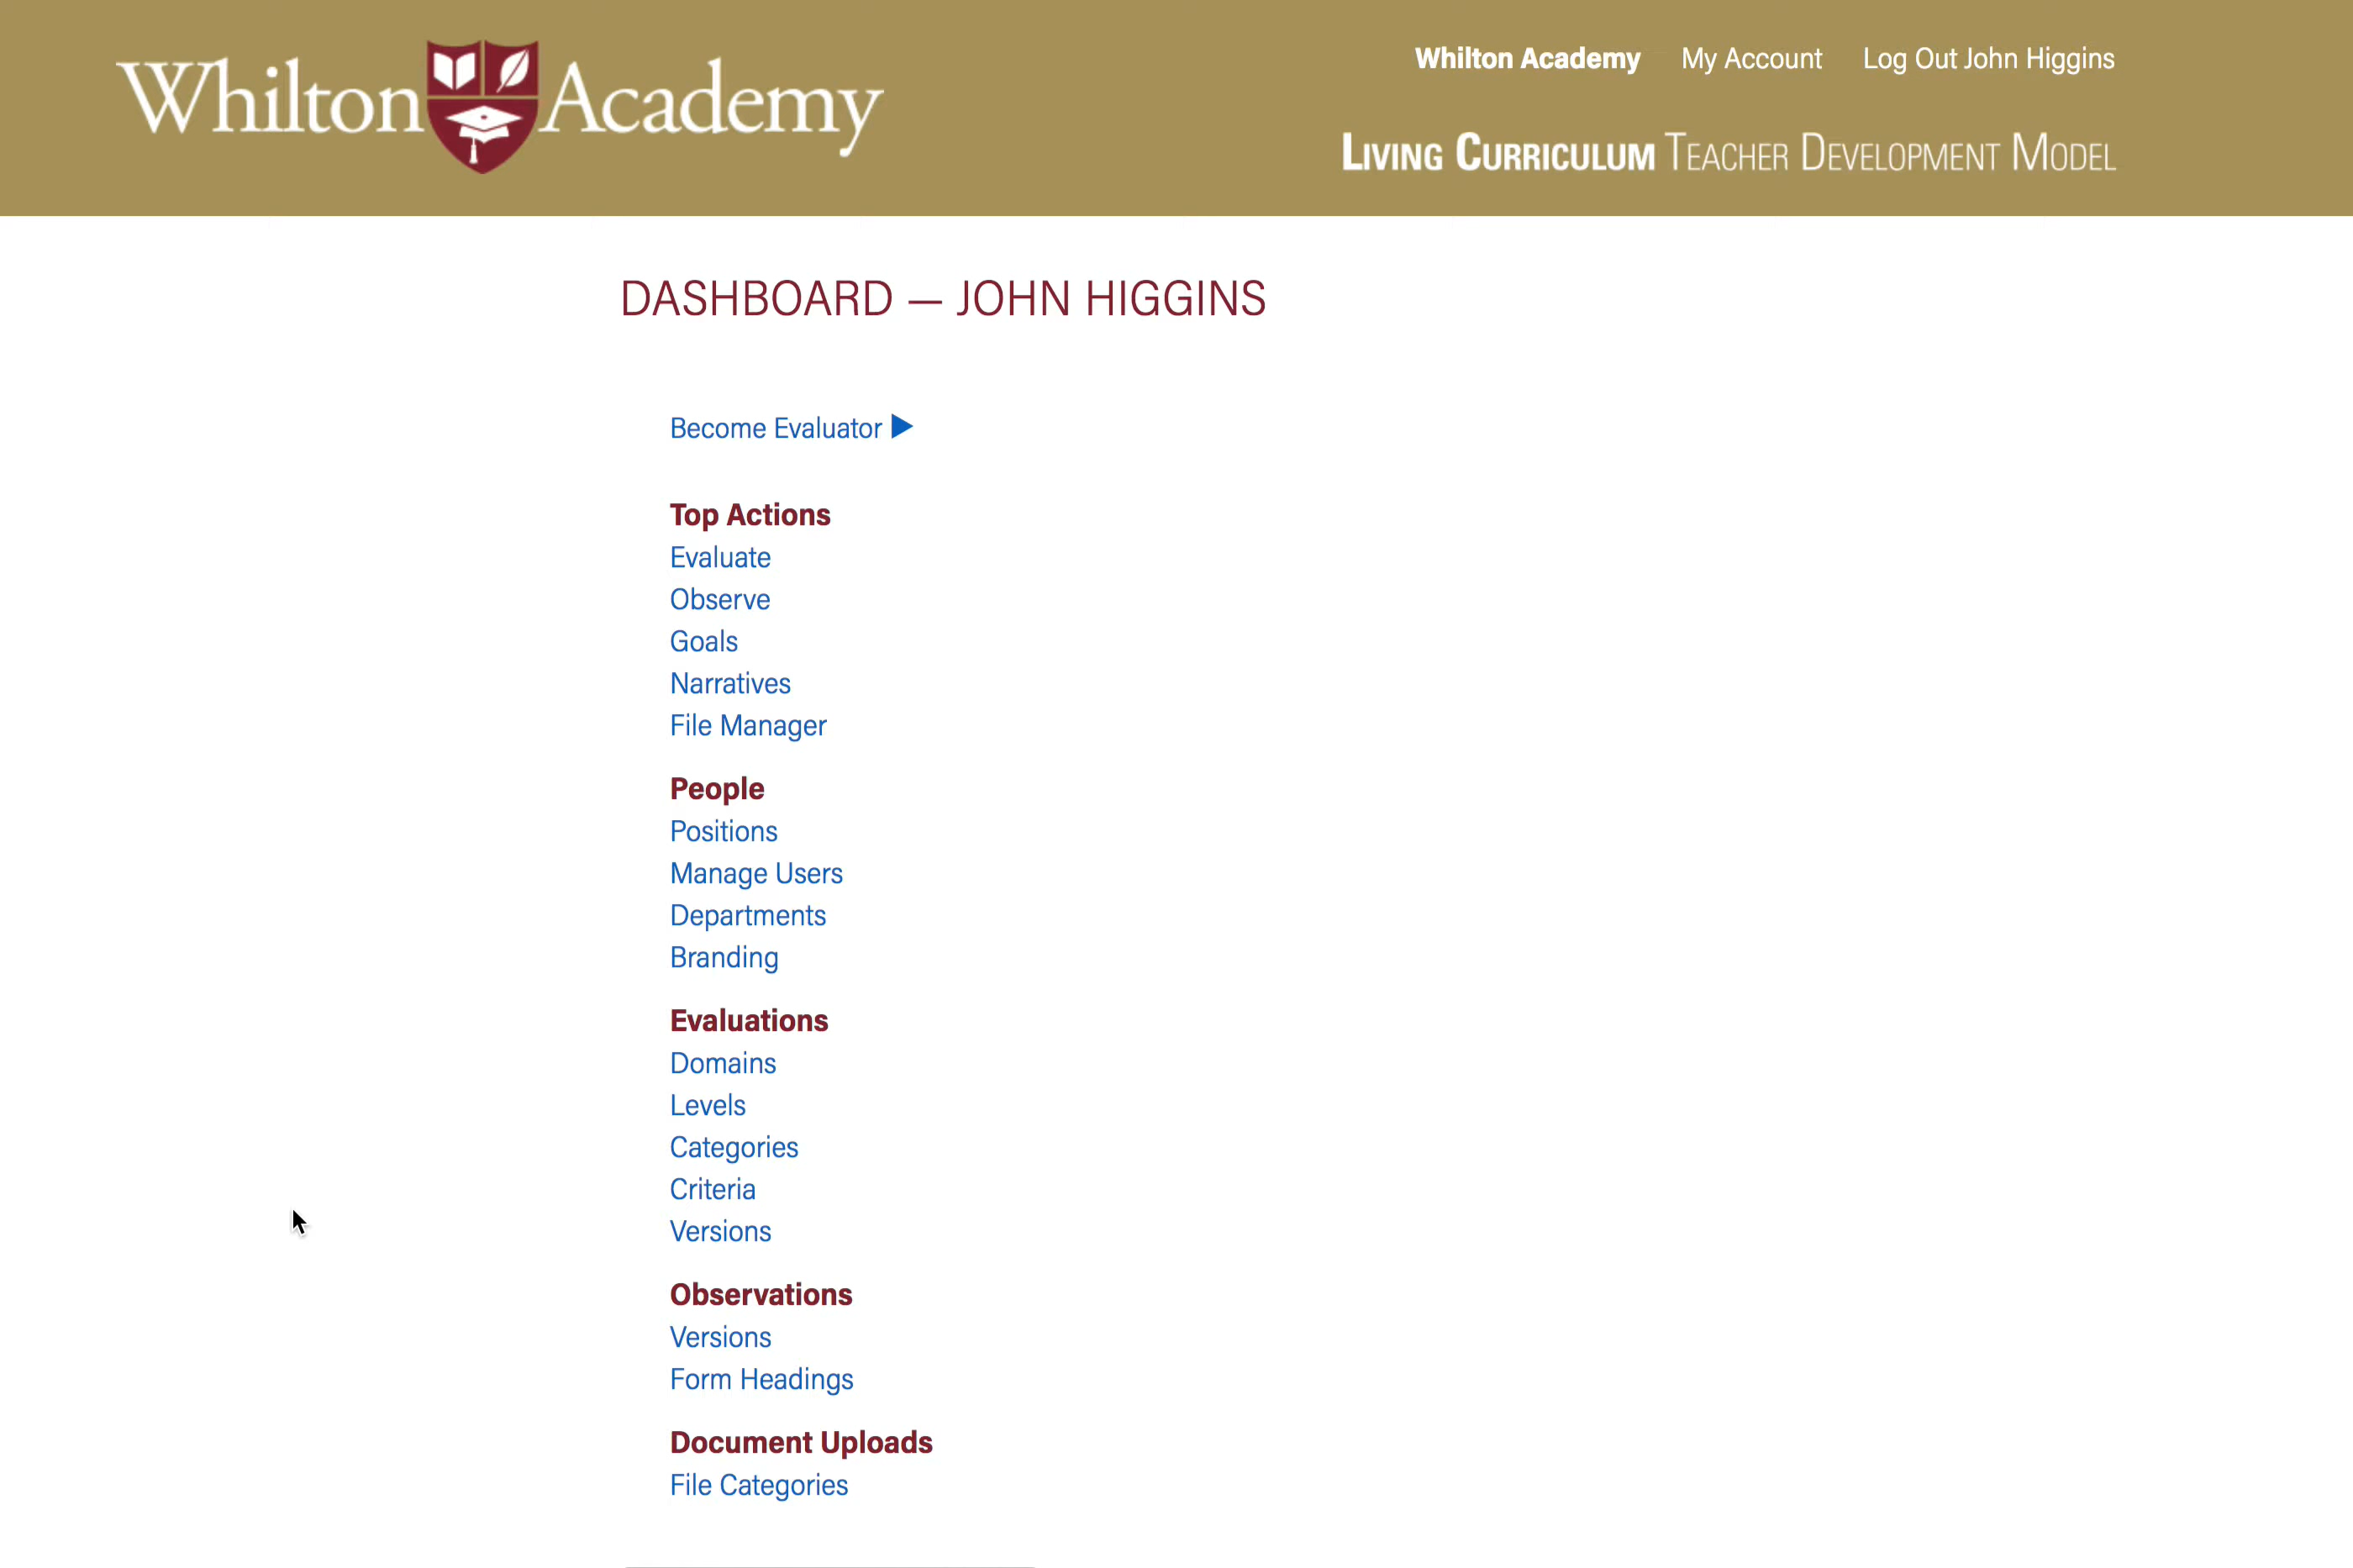 Whilton Academy
Whilton Academy My Account Log Out John Higgins
LIVING CURRICULUM TEACHER DEVELOPMENT MODEL
DASHBOARD — JOHN HIGGINS
Become Evaluator ▶
Top Actions
Evaluate
Observe
Goals
Narratives
File Manager
People
Positions
Manage Users
Departments
Branding
Evaluations
Domains
Levels
Categories
Criteria
Versions
Observations
Versions
Form Headings
Document Uploads
File Categories